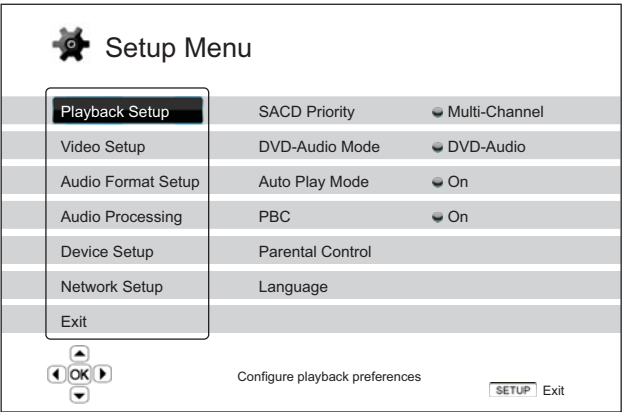 Setup Menu
Playback Setup SACD Priority Multi-Channel
Video Setup DVD-Audio Mode DVD-Audio
Audio Format Setup Auto Play Mode On
Audio Processing PBC On
Device Setup Parental Control
Network Setup Language
Exit
OK
Configure playback preferences
SETUP Exit